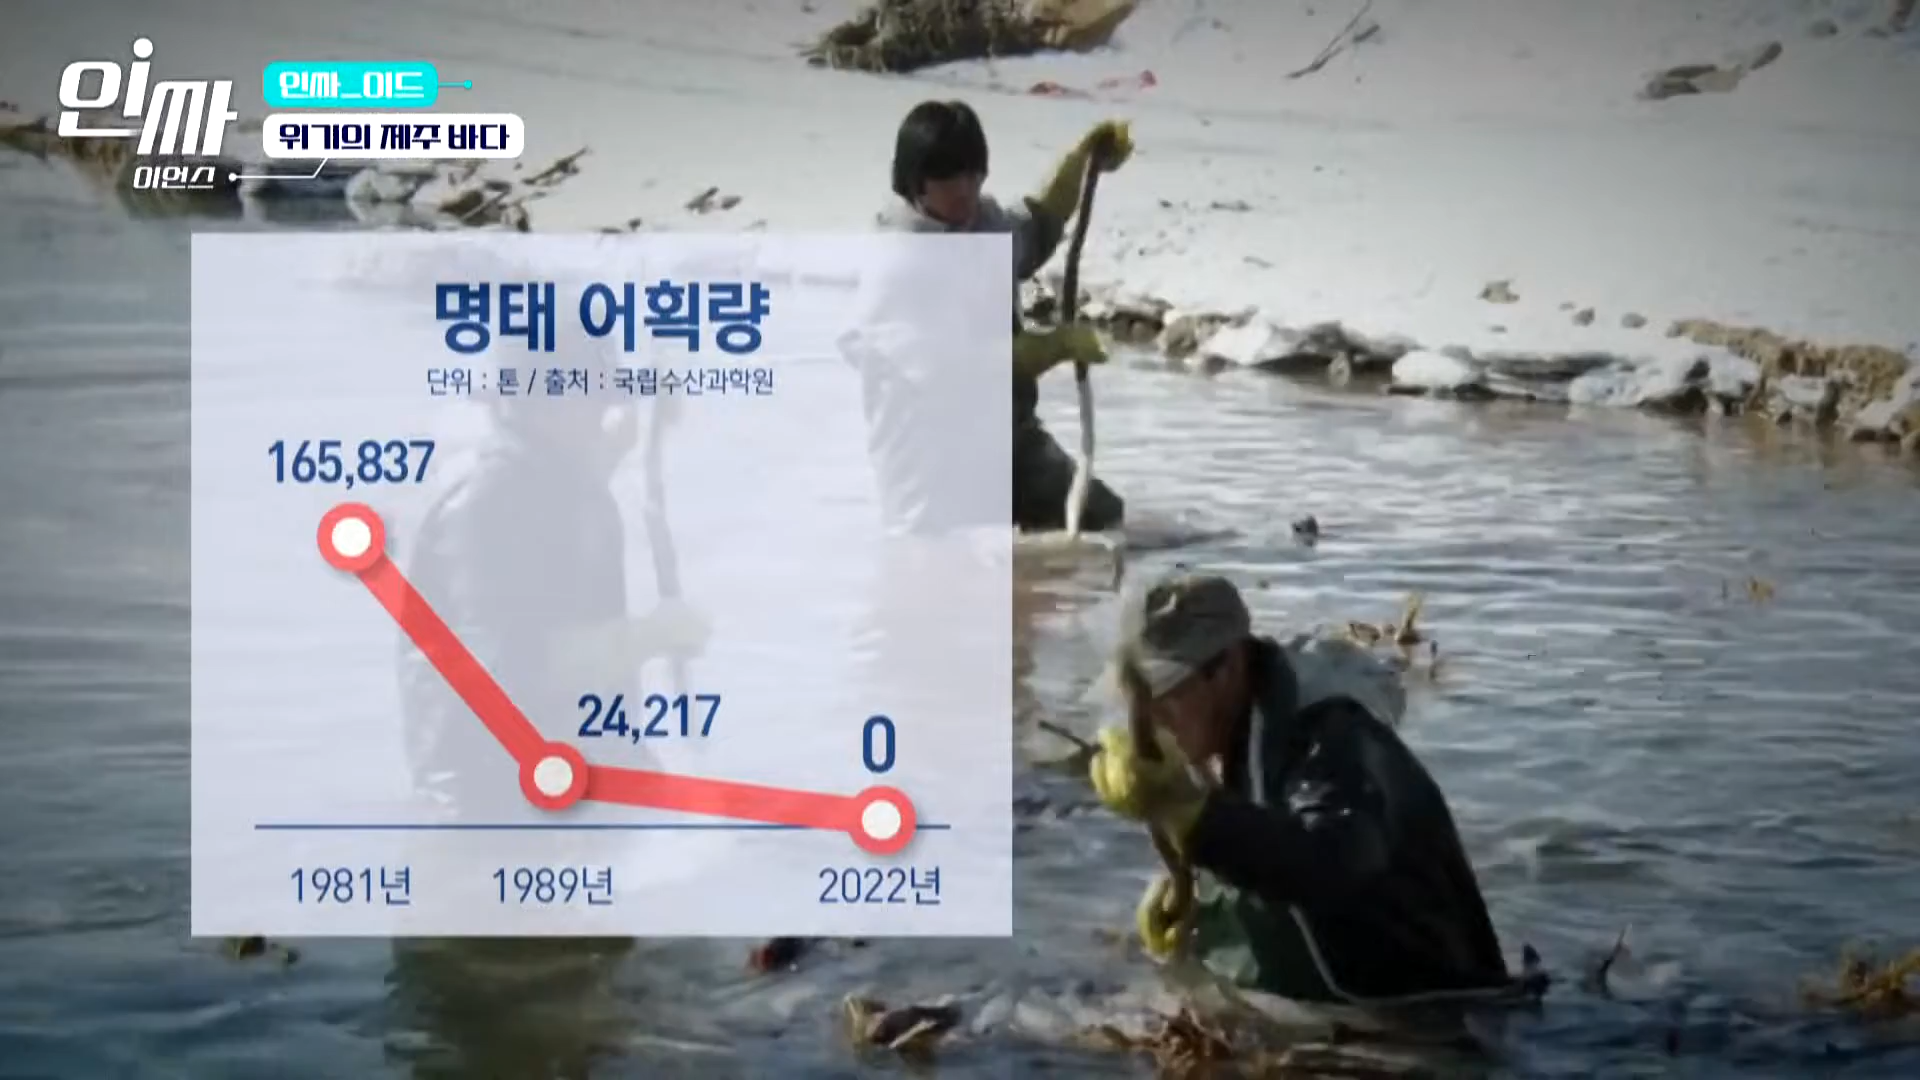 인싸
이언스
인싸_이드
위기의 제주 바다
명태 어획량
단위 : 톤 / 출처 : 국립수산과학원
165,837
24,217
0
1981년
1989년
2022년